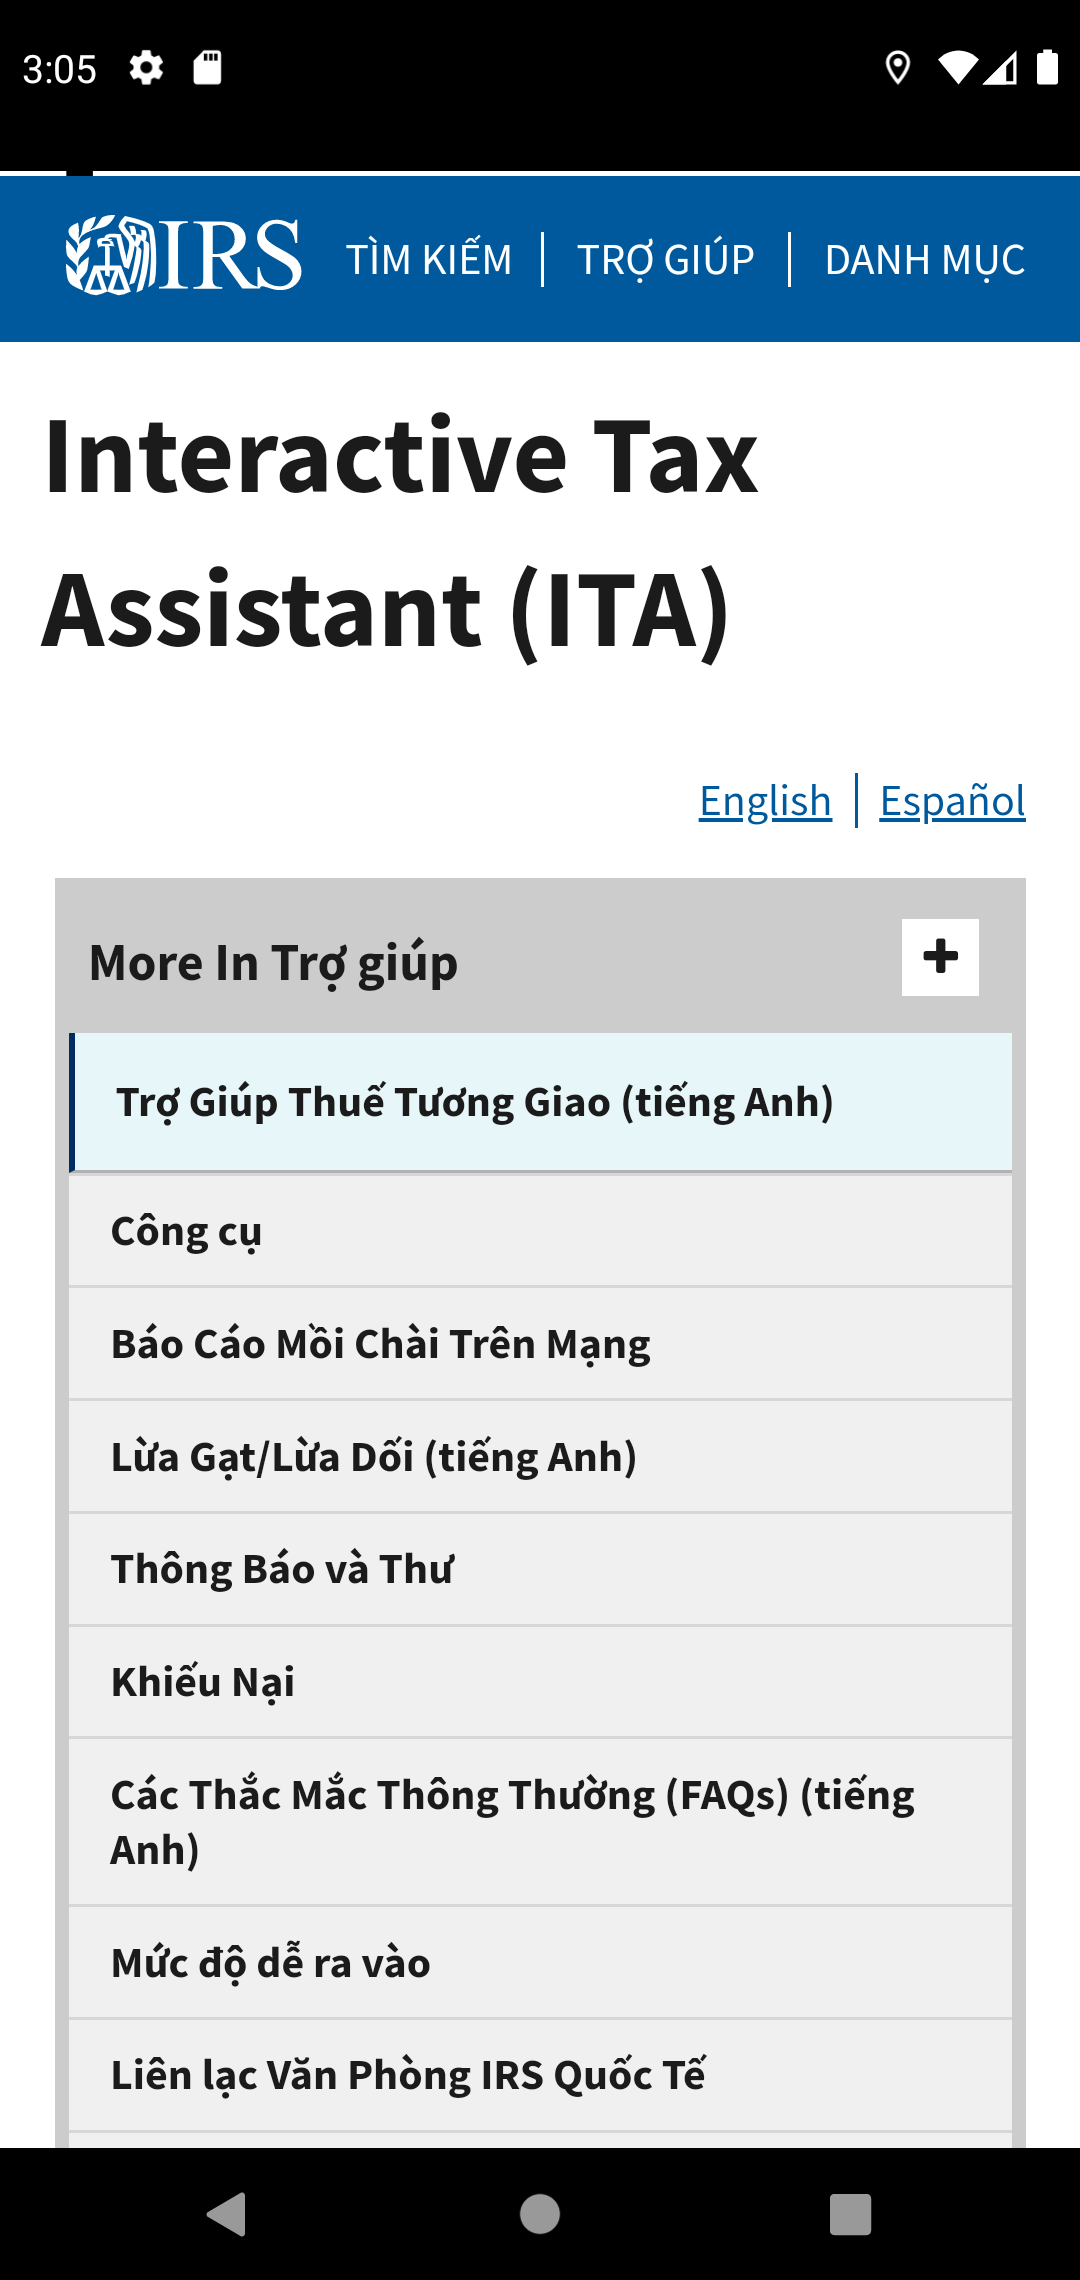 3:05
IRS
TÌM KIẾM
TRỢ GIÚP
DANH MỤC
Interactive Tax
Assistant (ITA)
English
Español
More In Trợ giúp
Trợ Giúp Thuế Tương Giao (tiếng Anh)
Công cụ
Báo Cáo Mồi Chài Trên Mạng
Lừa Gạt/Lừa Dối (tiếng Anh)
Thông Báo và Thư
Khiếu Nại
Các Thắc Mắc Thông Thường (FAQs) (tiếng
Anh)
Mức độ dễ ra vào
Liên lạc Văn Phòng IRS Quốc Tế